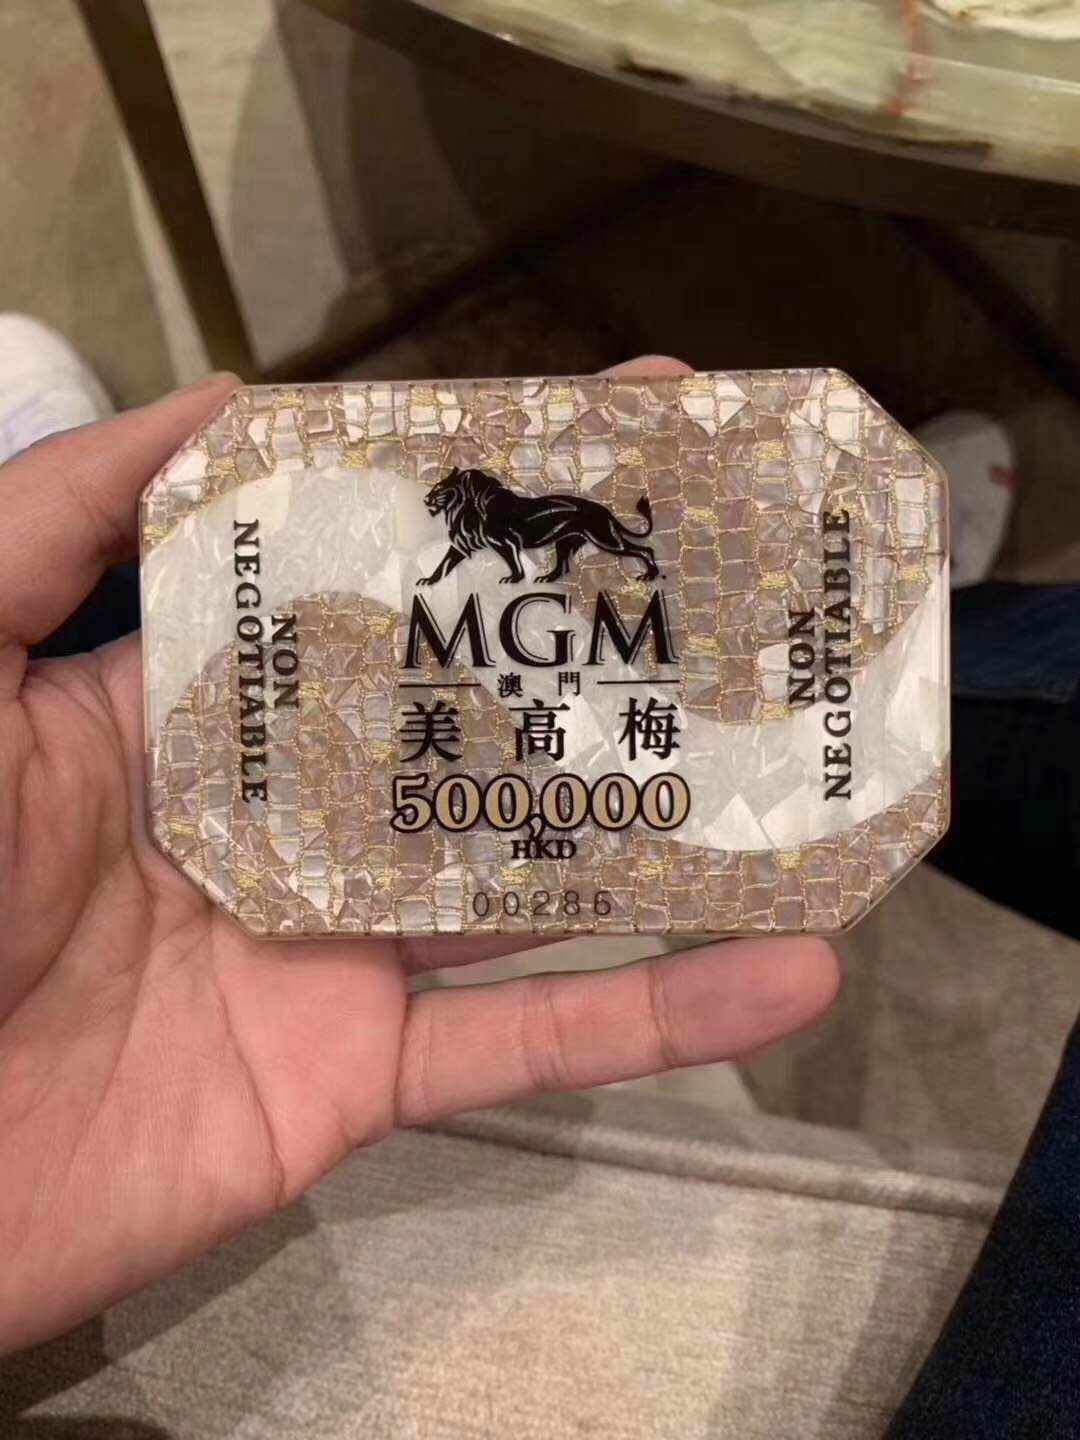 NON
NEGOTIABLE
MGM
澳門
美高梅
500,000
HKD
00286
NON
NEGOTIABLE